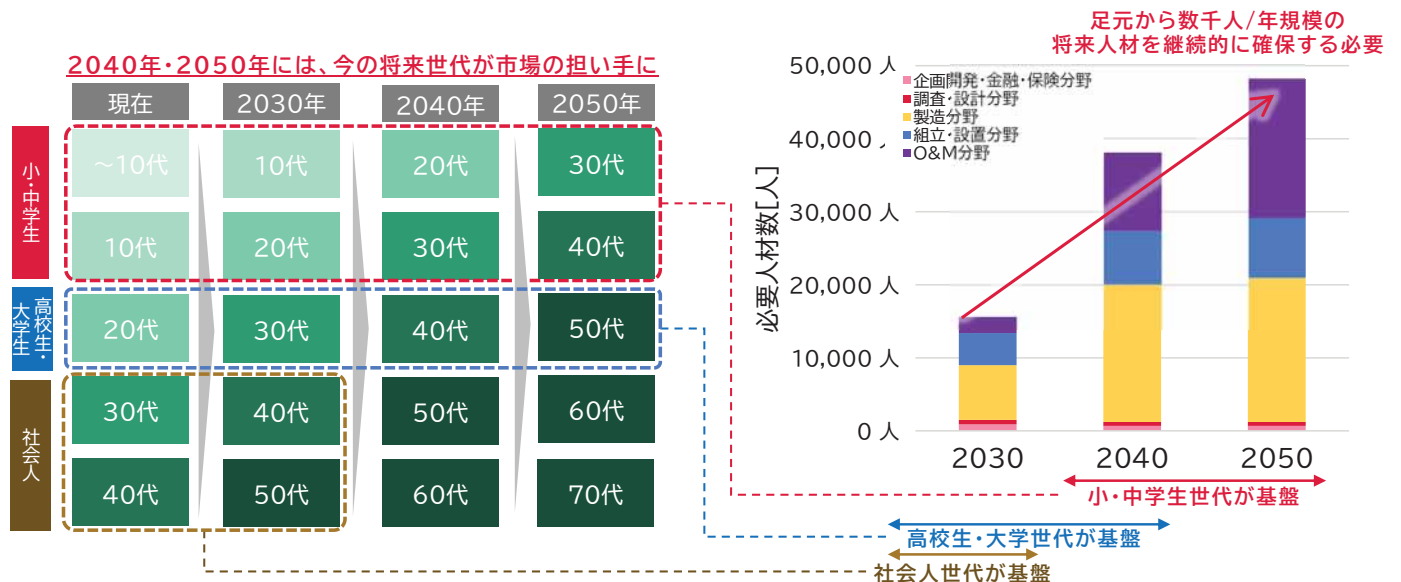 2040年・2050年には、今の将来世代が市場の担い手に
現在
2030年
2040年
2050年
小・中学生
～10代
10代
20代
30代
10代
20代
30代
40代
高校生・
大学生
20代
30代
40代
50代
社会人
30代
40代
50代
60代
40代
50代
60代
70代
足元から数千人/年規模の
将来人材を継続的に確保する必要
必要人材数[人]
50,000 人
40,000 人
30,000 人
20,000 人
10,000 人
0 人
企画開発・金融・保険分野
調査・設計分野
製造分野
組立・設置分野
O&M分野
2030
2040
2050
小・中学生世代が基盤
高校生・大学世代が基盤
社会人世代が基盤